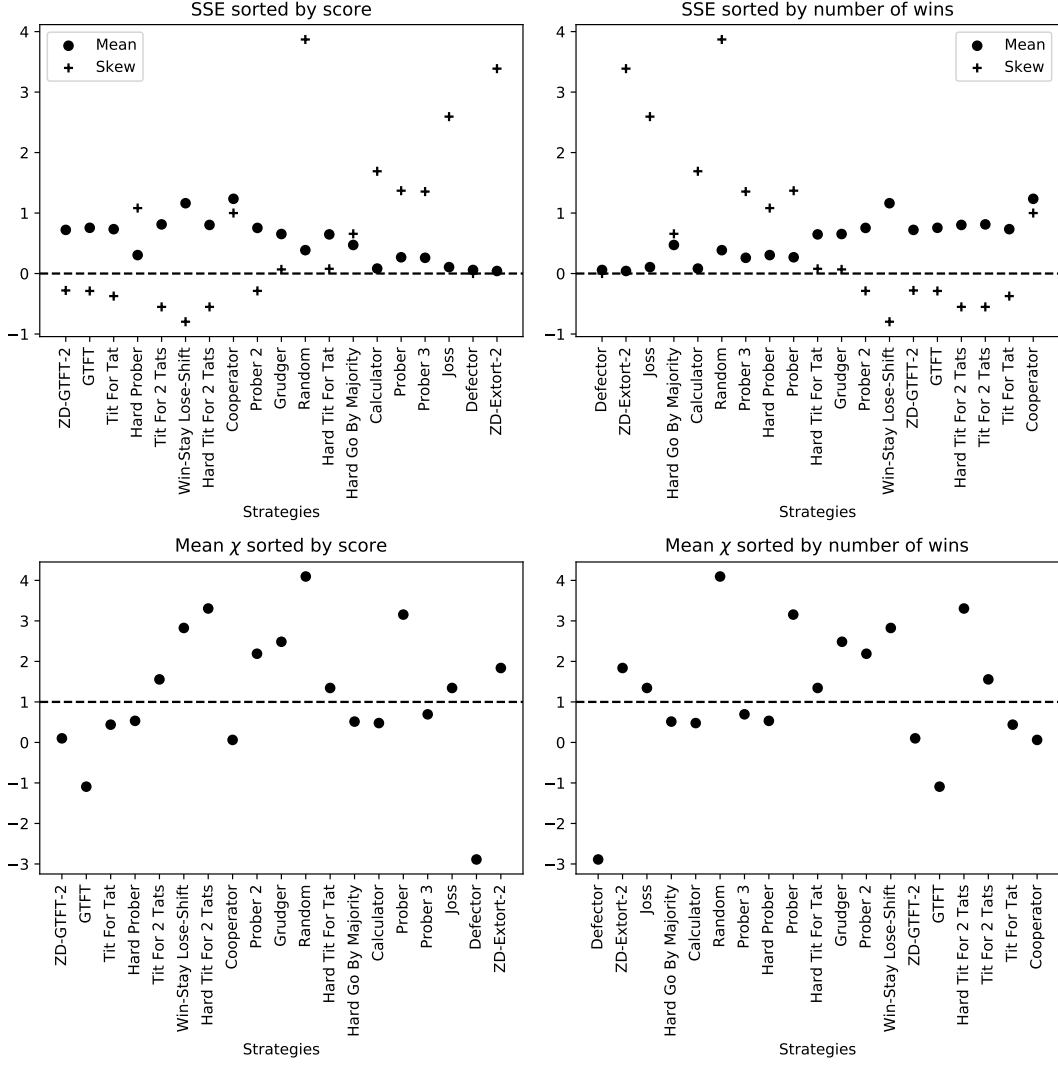 SSE sorted by score
4
3
2
1
0
−1
Mean
Skew
ZD-GTFT-2
GTFT
Tit For Tat
Hard Prober
Tit For 2 Tats
Win-Stay Lose-Shift
Hard Tit For 2 Tats
Cooperator
Prober 2
Grudger
Random
Hard Tit For Tat
Hard Go By Majority
Calculator
Prober
Prober 3
Joss
Defector
ZD-Extort-2
Strategies
SSE sorted by number of wins
4
3
2
1
0
−1
Mean
Skew
Defector
ZD-Extort-2
Joss
Hard Go By Majority
Calculator
Random
Prober 3
Hard Prober
Prober
Hard Tit For Tat
Grudger
Prober 2
Win-Stay Lose-Shift
ZD-GTFT-2
GTFT
Hard Tit For 2 Tats
Tit For 2 Tats
Tit For Tat
Cooperator
Strategies
Mean χ sorted by score
4
3
2
1
0
−1
−2
−3
ZD-GTFT-2
GTFT
Tit For Tat
Hard Prober
Tit For 2 Tats
Win-Stay Lose-Shift
Hard Tit For 2 Tats
Cooperator
Prober 2
Grudger
Random
Hard Tit For Tat
Hard Go By Majority
Calculator
Prober
Prober 3
Joss
Defector
ZD-Extort-2
Strategies
Mean χ sorted by number of wins
4
3
2
1
0
−1
−2
−3
Defector
ZD-Extort-2
Joss
Hard Go By Majority
Calculator
Random
Prober 3
Hard Prober
Prober
Hard Tit For Tat
Grudger
Prober 2
Win-Stay Lose-Shift
ZD-GTFT-2
GTFT
Hard Tit For 2 Tats
Tit For 2 Tats
Tit For Tat
Cooperator
Strategies